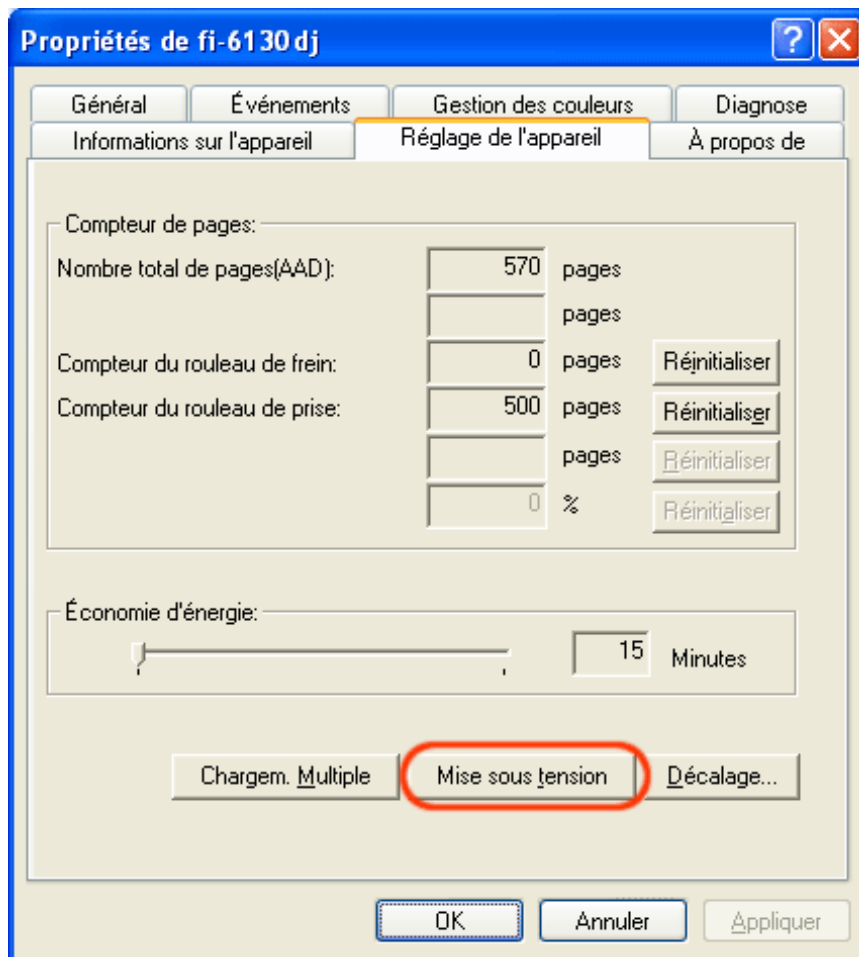 Propriétés de fi-6130 dj
Général Événements Gestion des couleurs Diagnose
Informations sur l'appareil Réglage de l'appareil À propos de
Compteur de pages:
Nombre total de pages(AAD): 570 pages
pages
Compteur du rouleau de frein: 0 pages Réinitialiser
Compteur du rouleau de prise: 500 pages Réinitialiser
pages Réinitialiser
0 % Réinitialiser
Économie d'énergie:
15 Minutes
Chargem. Multiple Mise sous tension Décalage...
OK Annuler Appliquer